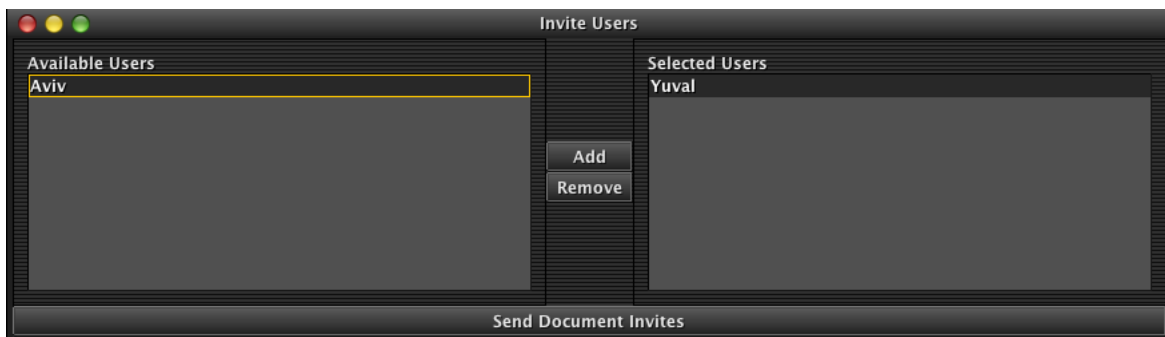 Invite Users
Available Users
Aviv
Add
Remove
Selected Users
Yuval
Send Document Invites